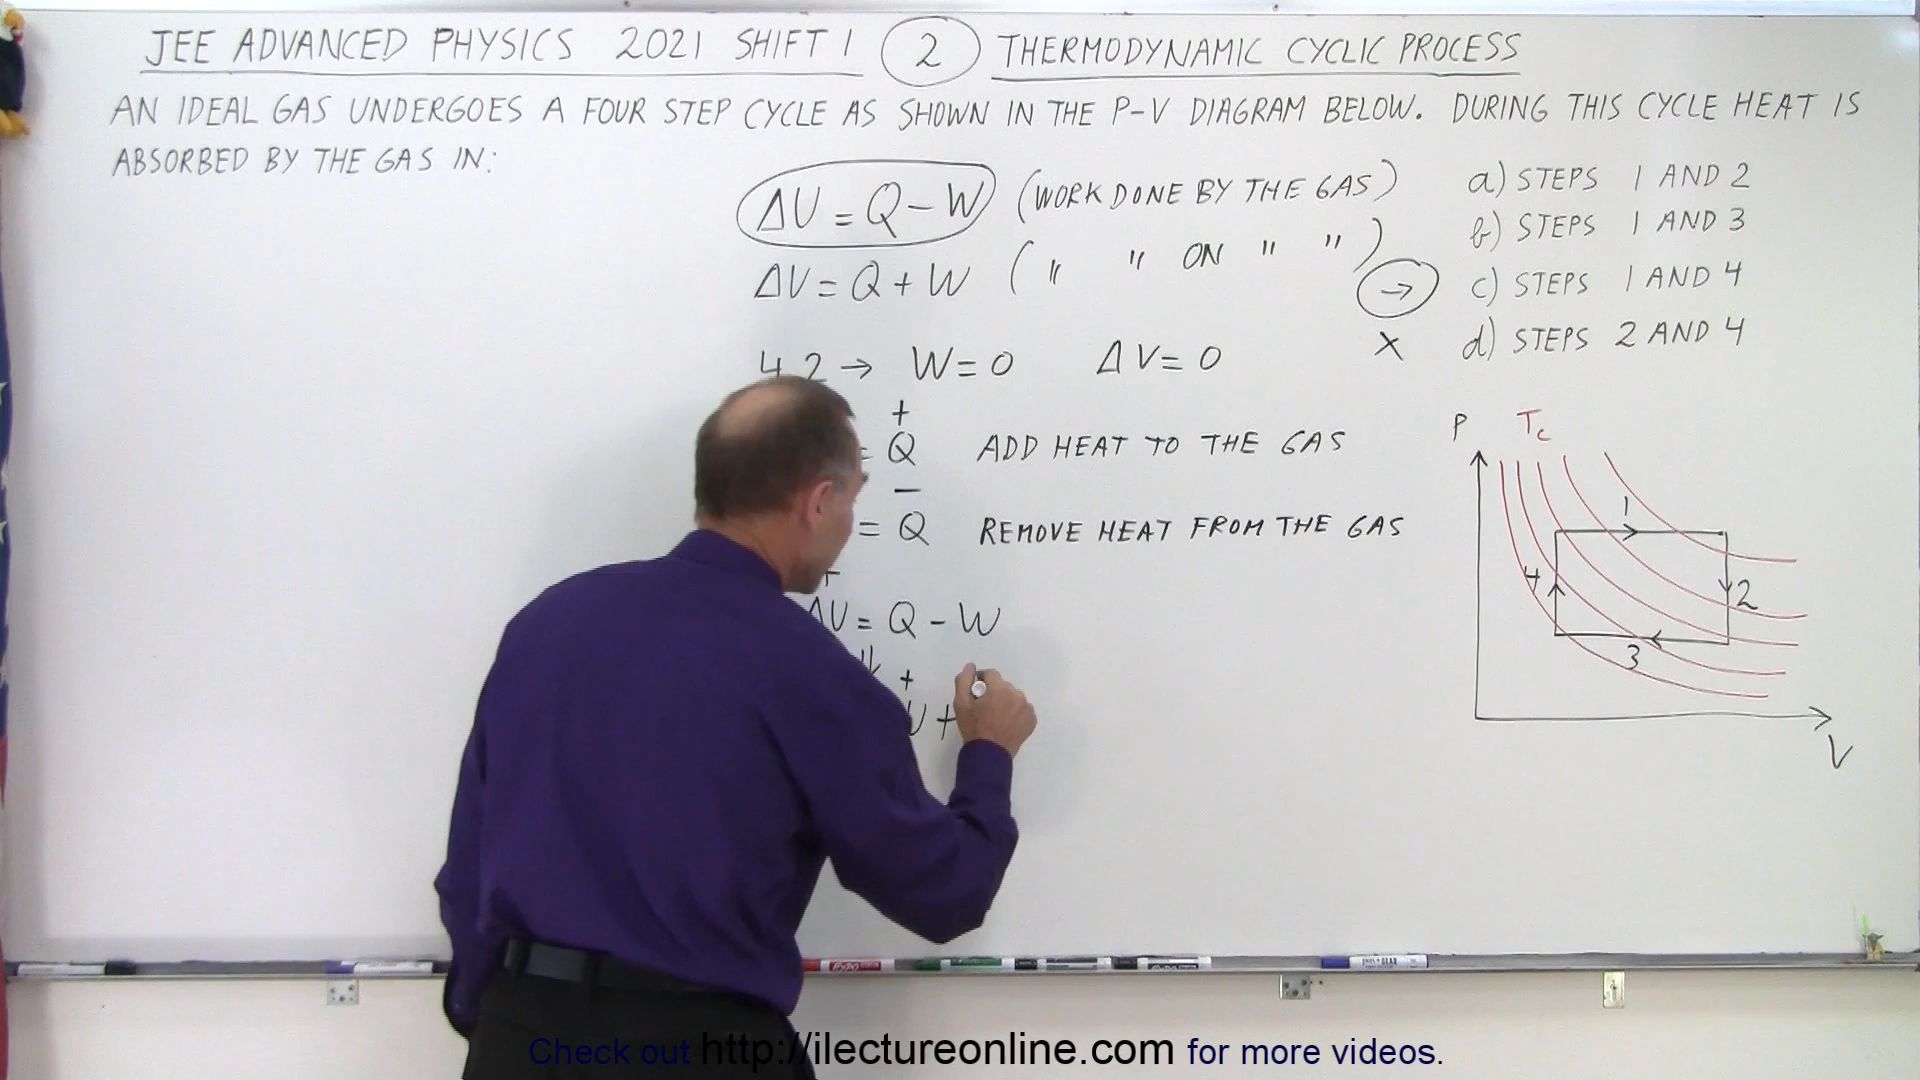 JEE ADVANCED PHYSICS 2021 SHIFT 1 2 THERMODYNAMIC CYCLIC PROCESS
AN IDEAL GAS UNDERGOES A FOUR STEP CYCLE AS SHOWN IN THE P-V DIAGRAM BELOW. DURING THIS CYCLE HEAT IS
ABSORBED BY THE GAS IN:
ΔU = Q - W (WORK DONE BY THE GAS)
ΔU = Q + W ( " " ON " " )
4, 2 → W = 0 ΔV = 0
+
= Q ADD HEAT TO THE GAS
-
= Q REMOVE HEAT FROM THE GAS
+
ΔU = Q - W
+
U +
a) STEPS 1 AND 2
b) STEPS 1 AND 3
→ c) STEPS 1 AND 4
X d) STEPS 2 AND 4
P Tc
1
4 2
3
V
Check out http://ilectureonline.com for more videos.